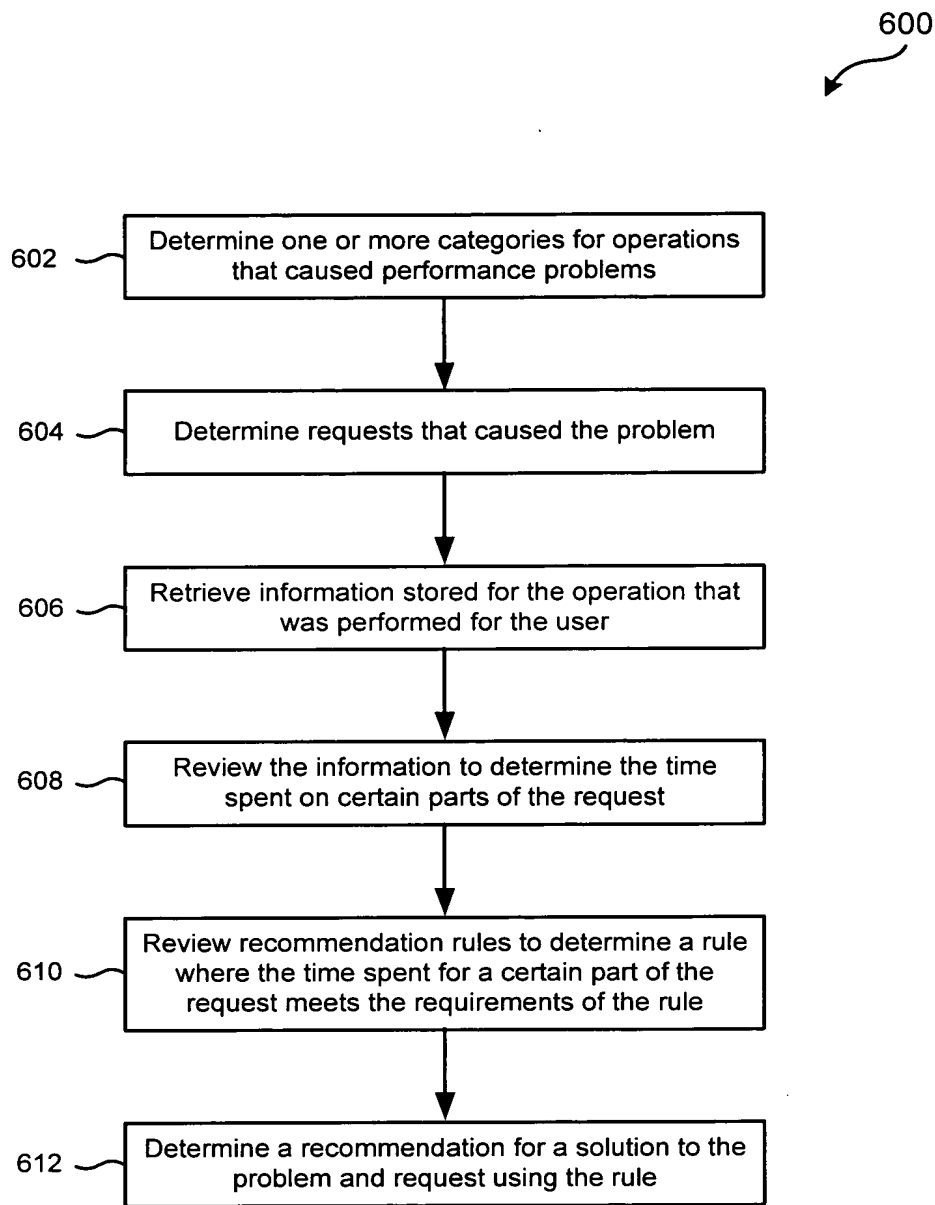 600
602
Determine one or more categories for operations
that caused performance problems
604
Determine requests that caused the problem
606
Retrieve information stored for the operation that
was performed for the user
608
Review the information to determine the time
spent on certain parts of the request
610
Review recommendation rules to determine a rule
where the time spent for a certain part of the
request meets the requirements of the rule
612
Determine a recommendation for a solution to the
problem and request using the rule